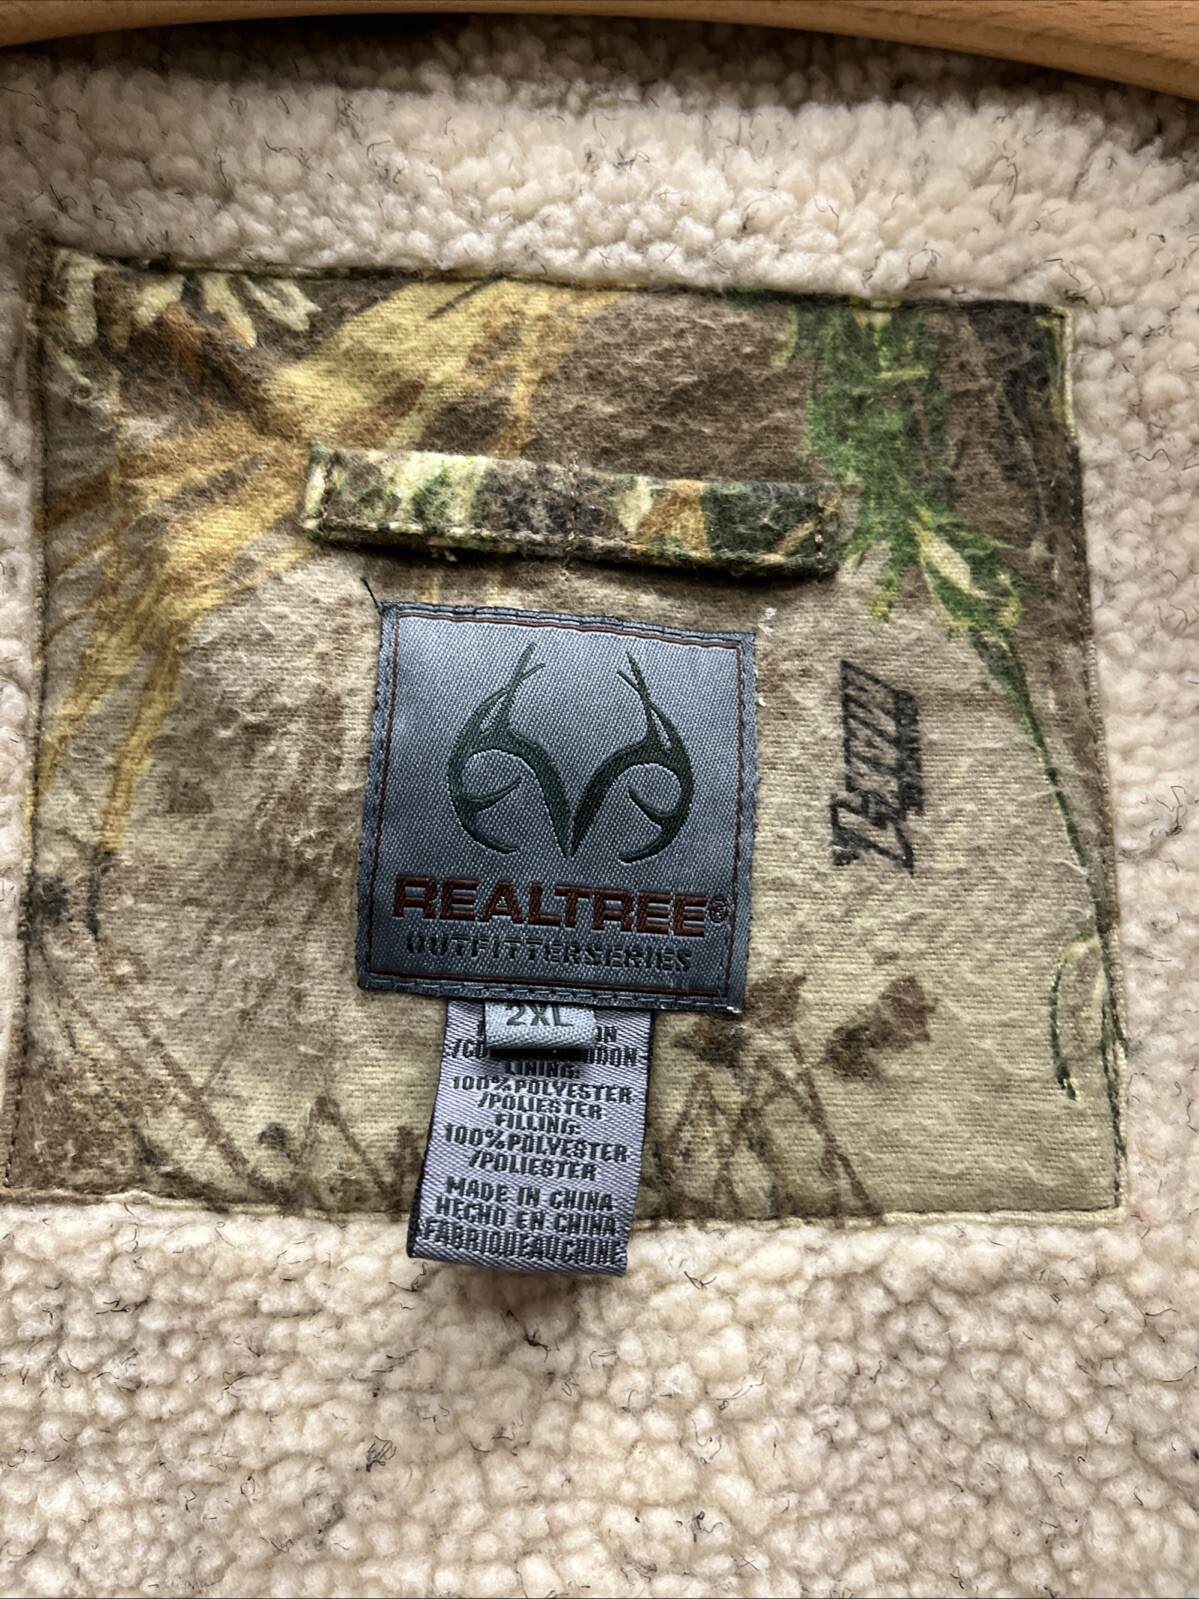 REALTREE®
OUTFITTERSERIES
2XL
LINING:
100%POLYESTER
/POLIESTER
FILLING:
100%POLYESTER
/POLIESTER
MADE IN CHINA
HECHO EN CHINA
FABRIQUEAUCHINE